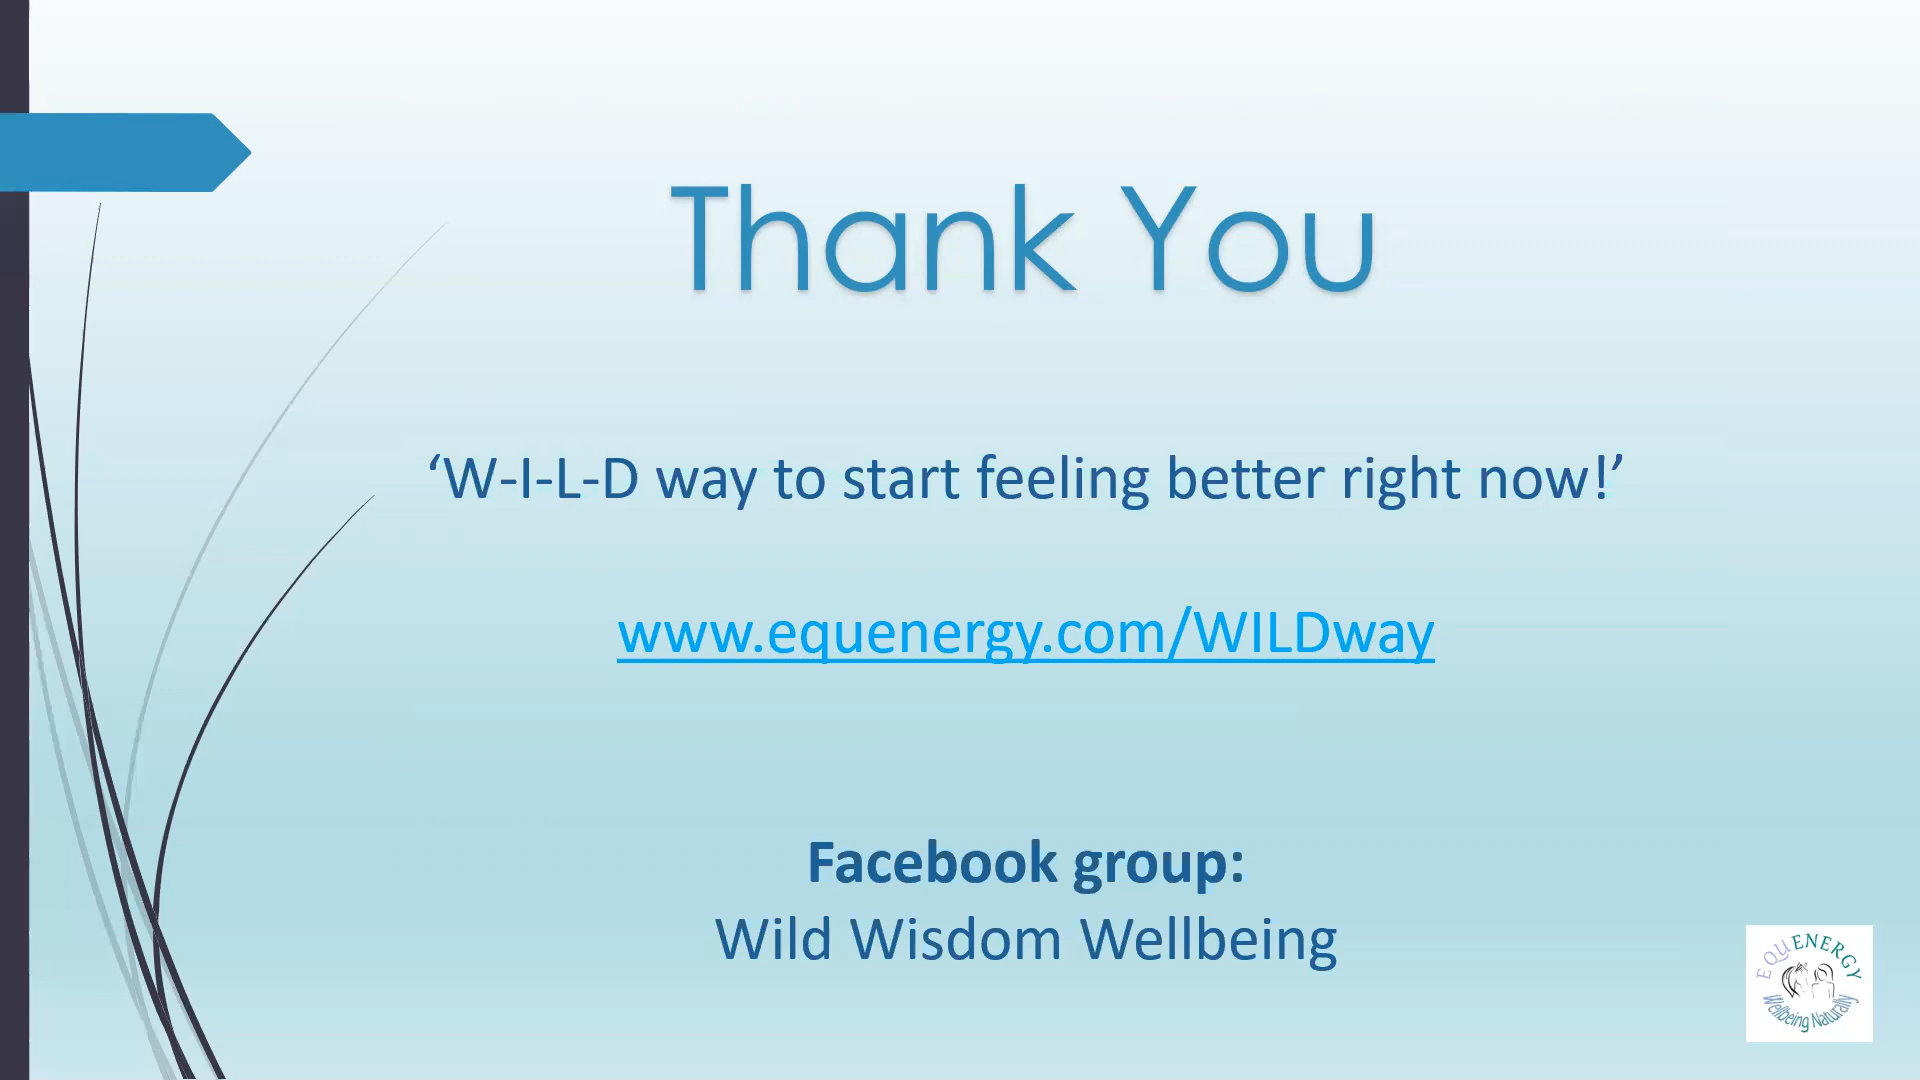 Thank You
‘W-I-L-D way to start feeling better right now!’
www.equenergy.com/WILDway
Facebook group:
Wild Wisdom Wellbeing
EQUENERGY
Wellbeing Naturally